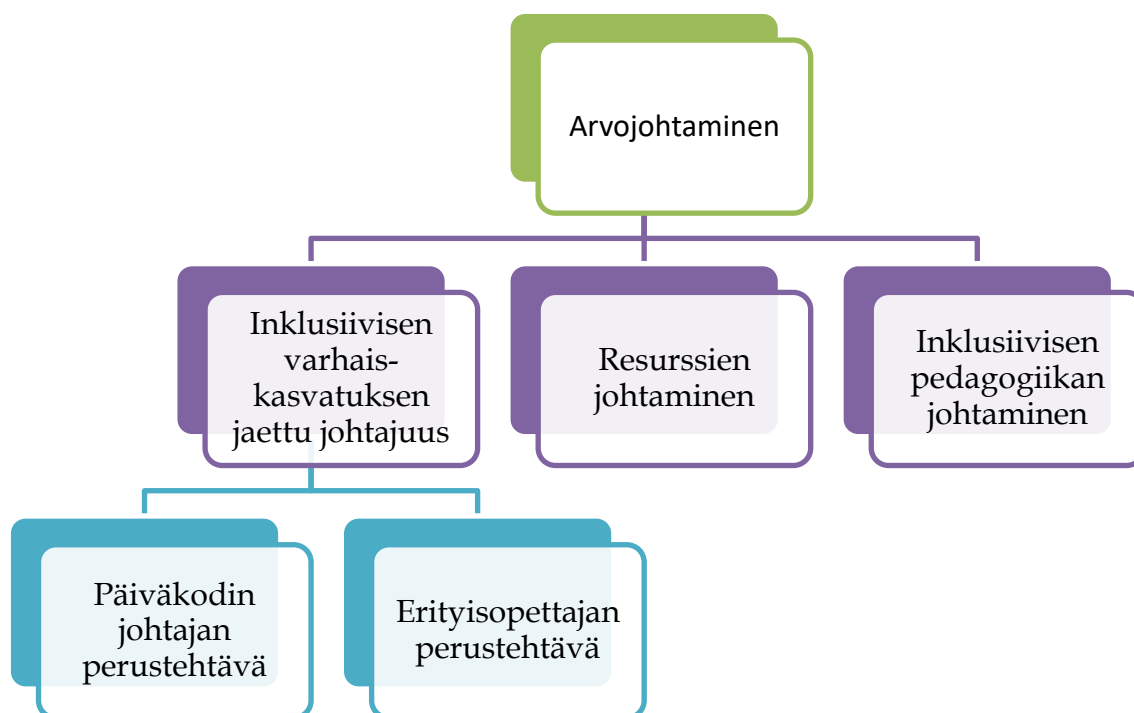 Arvojohtaminen
Inklusiivisen
varhais-
kasvatuksen
jaettu johtajuus
Resurssien
johtaminen
Inklusiivisen
pedagogiikan
johtaminen
Päiväkodin
johtajan
perustehtävä
Erityisopettajan
perustehtävä